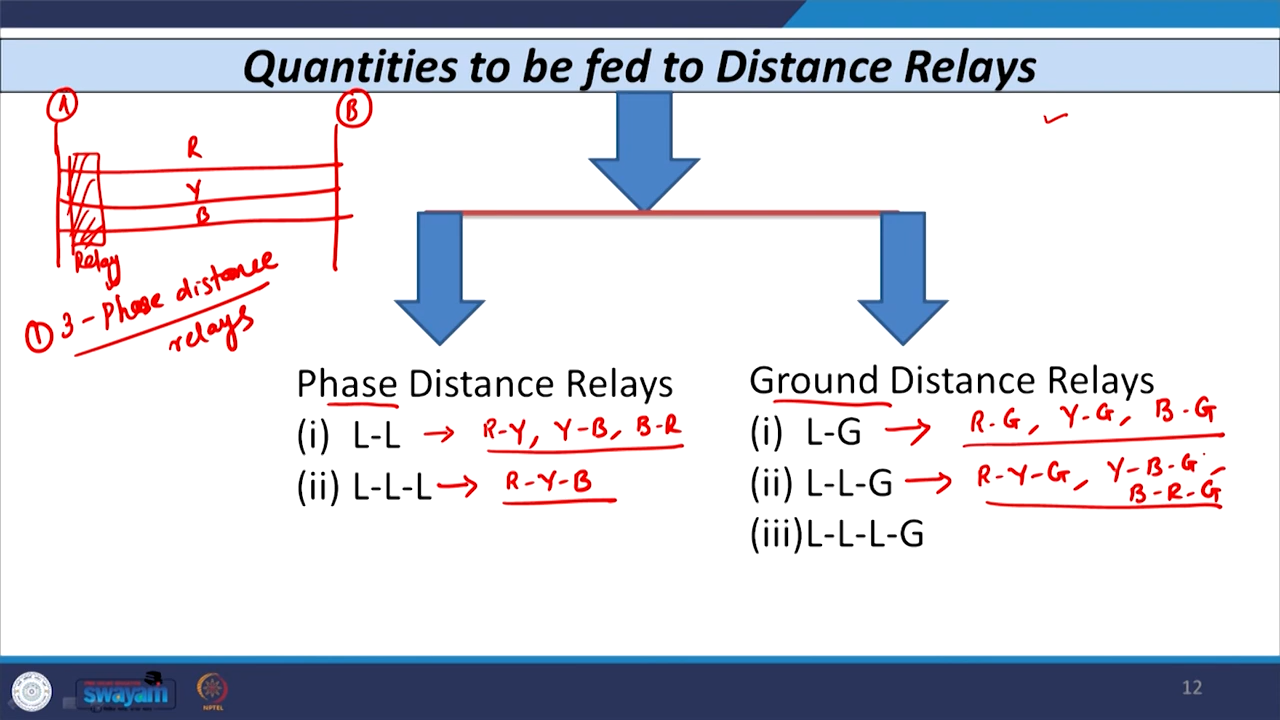 Quantities to be fed to Distance Relays
A
B
R
Y
B
Relay
① 3-Phase distance
relays
Phase Distance Relays
(i) L-L → R-Y, Y-B, B-R
(ii) L-L-L → R-Y-B
Ground Distance Relays
(i) L-G → R-G, Y-G, B-G
(ii) L-L-G → R-Y-G, Y-B-G,
B-R-G
(iii)L-L-L-G
swayam
NPTEL
12